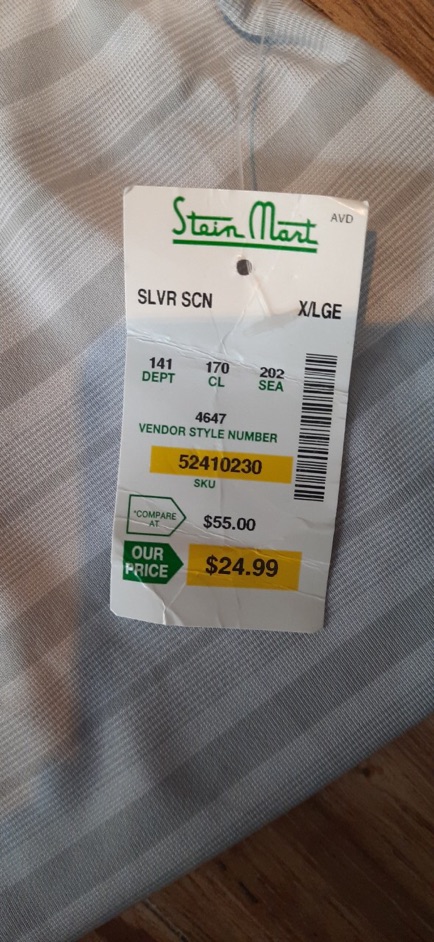 Stein Mart
AVD
SLVR SCN X/LGE
141 170 202
DEPT CL SEA
4647
VENDOR STYLE NUMBER
52410230
SKU
*COMPARE
AT
$55.00
OUR
PRICE
$24.99